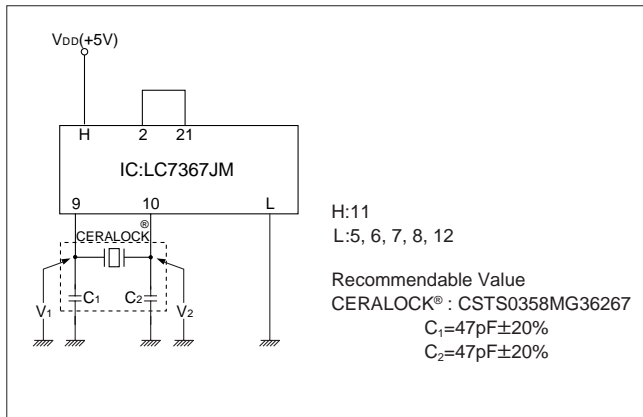 VDD(+5V)
H 2 21
IC:LC7367JM
9 10 L
CERALOCK®
C1 C2
V1 V2
H:11
L:5, 6, 7, 8, 12
Recommendable Value
CERALOCK® : CSTS0358MG36267
C1=47pF±20%
C2=47pF±20%